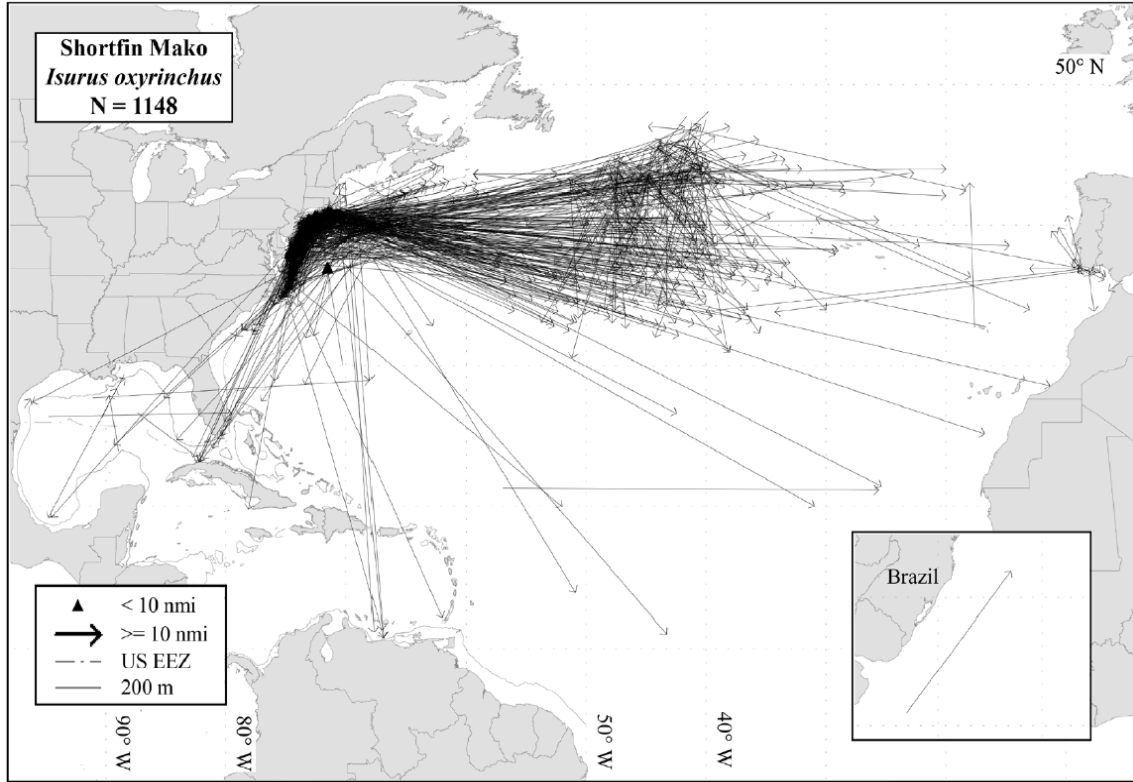 Shortfin Mako
Isurus oxyrinchus
N = 1148
50° N
Brazil
< 10 nmi
>= 10 nmi
US EEZ
200 m
90° W
80° W
50° W
40° W